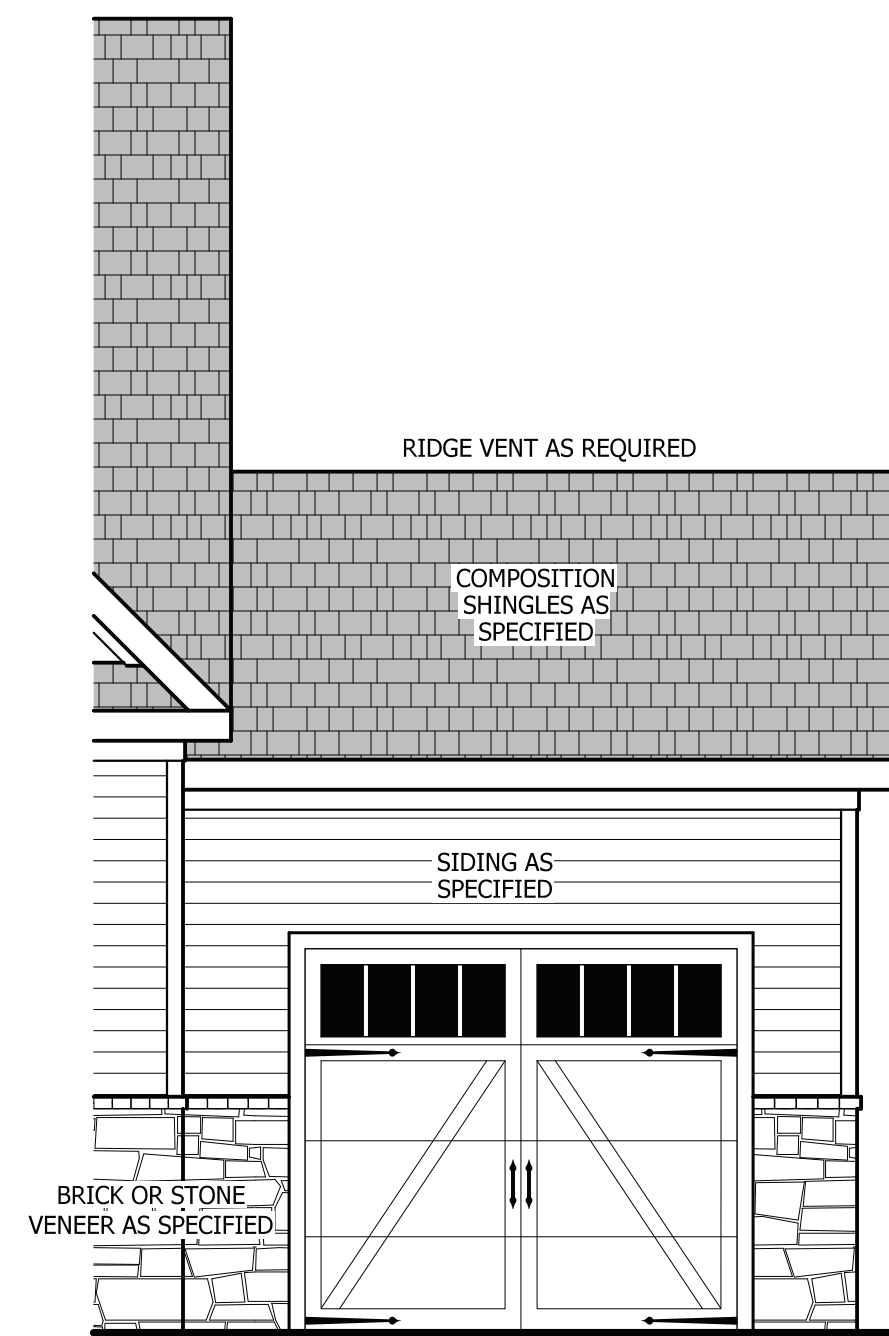 RIDGE VENT AS REQUIRED
COMPOSITION
SHINGLES AS
SPECIFIED
SIDING AS
SPECIFIED
BRICK OR STONE
VENEER AS SPECIFIED